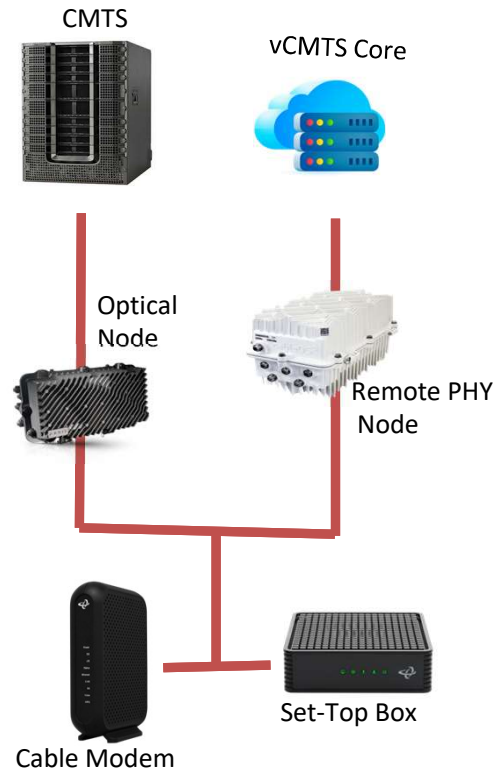 CMTS
vCMTS Core
Optical
Node
Remote PHY
Node
Set-Top Box
Cable Modem